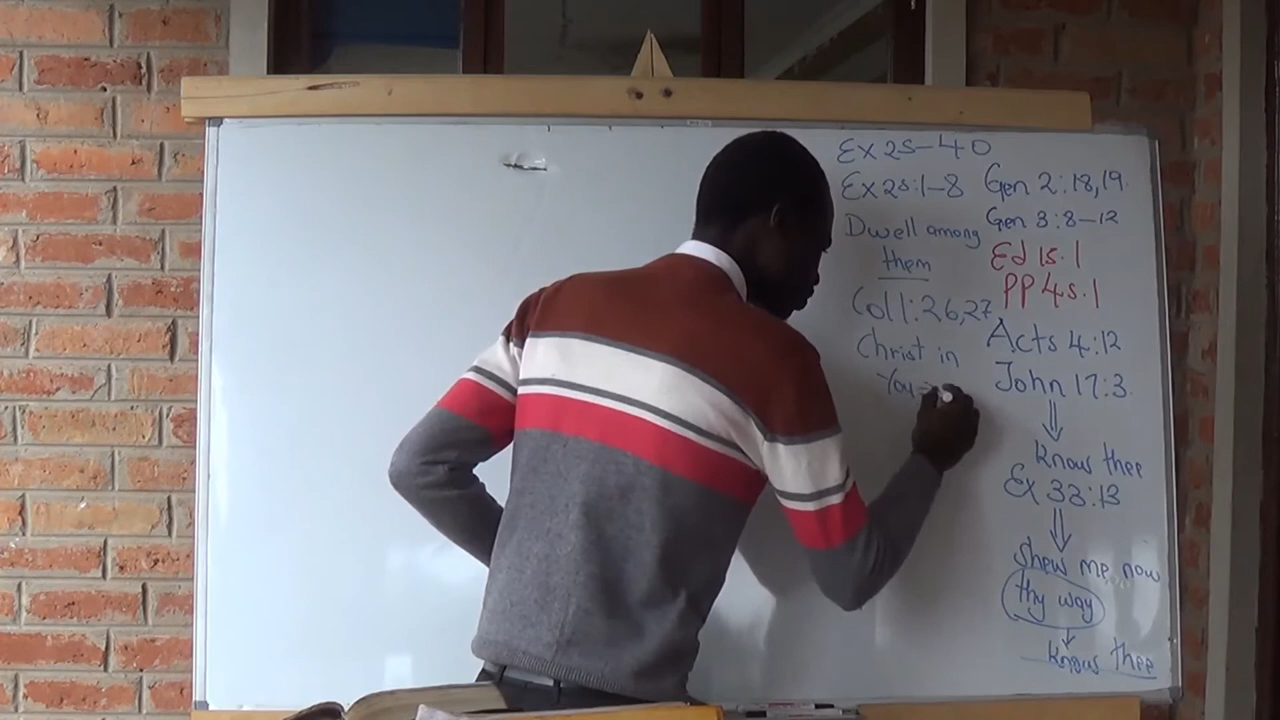 Ex 25-40
Ex 25:1-8
Dwell among
them
Col 1:26,27
Christ in
You
Gen 2:18,19
Gen 3:8-12
Ed 15.1
PP 45.1
Acts 4:12
John 17:3
know thee
Ex 33:13
shew me now
thy way
know thee